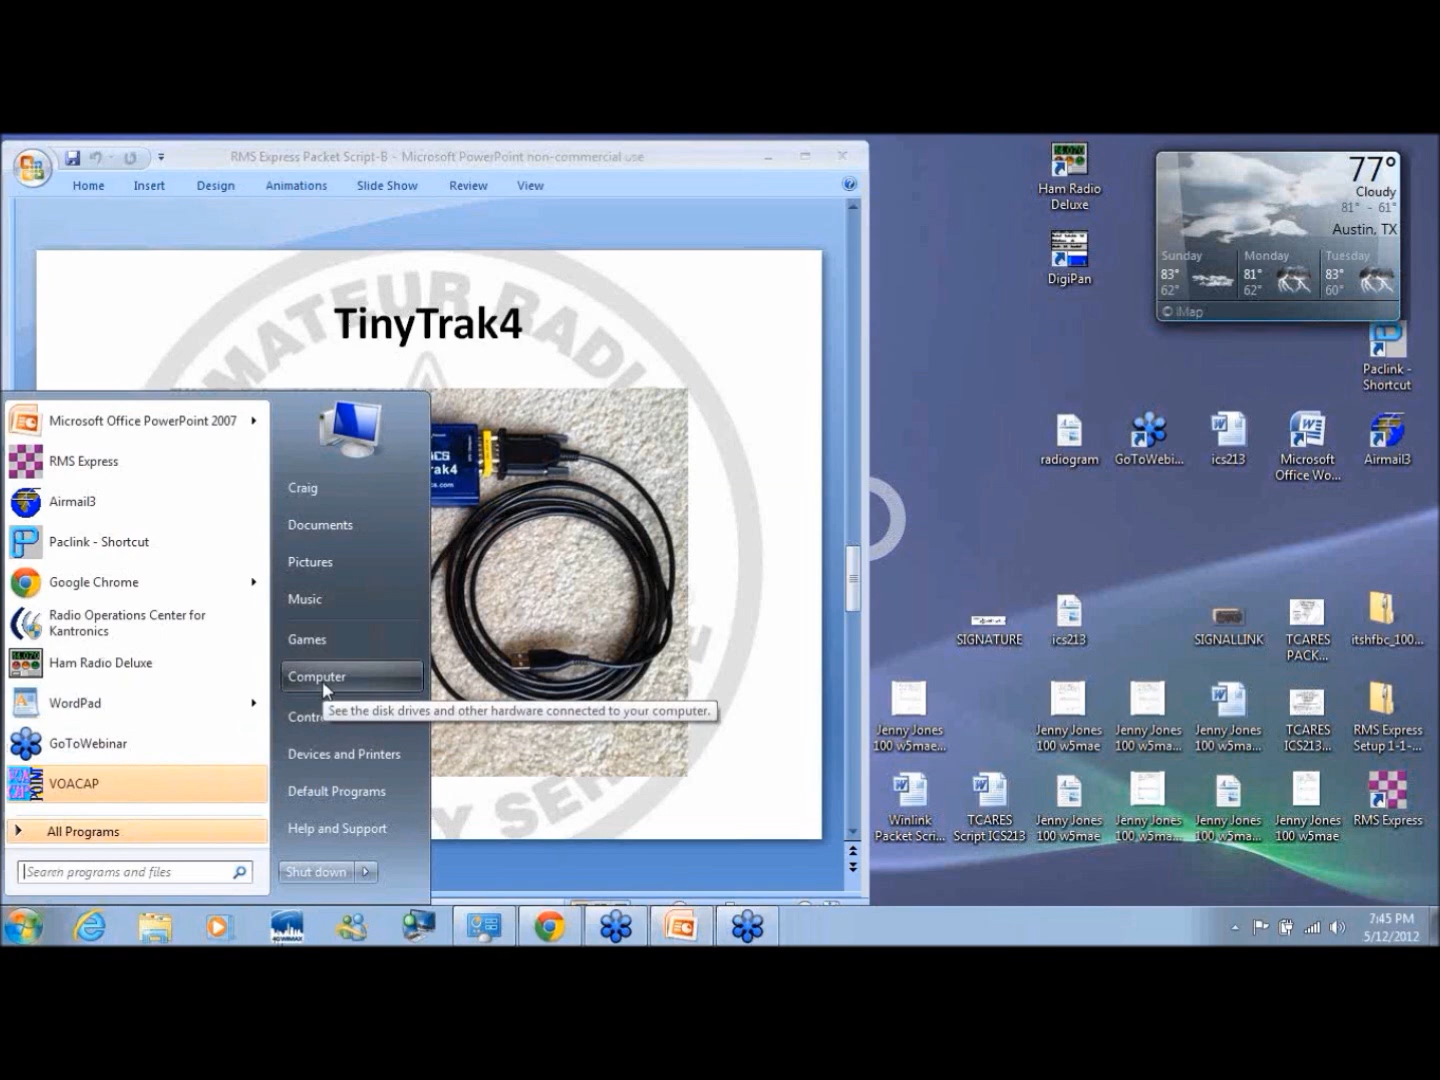 RMS Express Packet Script-B - Microsoft PowerPoint non-commercial use
Home Insert Design Animations Slide Show Review View
TinyTrak4
AMATEUR RADI
Y SER
rak4
Microsoft Office PowerPoint 2007
RMS Express
Airmail3
Paclink - Shortcut
Google Chrome
Radio Operations Center for
Kantronics
Ham Radio Deluxe
WordPad
GoToWebinar
VOACAP
All Programs
Search programs and files
Craig
Documents
Pictures
Music
Games
Computer
See the disk drives and other hardware connected to your computer.
Contr
Devices and Printers
Default Programs
Help and Support
Shut down
Ham Radio
Deluxe
DigiPan
77°
Cloudy
81° - 61°
Austin, TX
Sunday Monday Tuesday
83° 81° 83°
62° 62° 60°
© iMap
Paclink -
Shortcut
radiogram
GoToWebi...
ics213
Microsoft
Office Wo...
Airmail3
SIGNATURE
ics213
SIGNALLINK
TCARES
PACK...
itshfbc_100...
Jenny Jones
100 w5mae...
Jenny Jones
100 w5mae
Jenny Jones
100 w5ma...
Jenny Jones
100 w5ma...
TCARES
ICS213...
RMS Express
Setup 1-1-...
Winlink
Packet Scri...
TCARES
Script ICS213
Jenny Jones
100 w5mae
Jenny Jones
100 w5ma...
Jenny Jones
100 w5ma...
Jenny Jones
100 w5mae
RMS Express
7:45 PM
5/12/2012